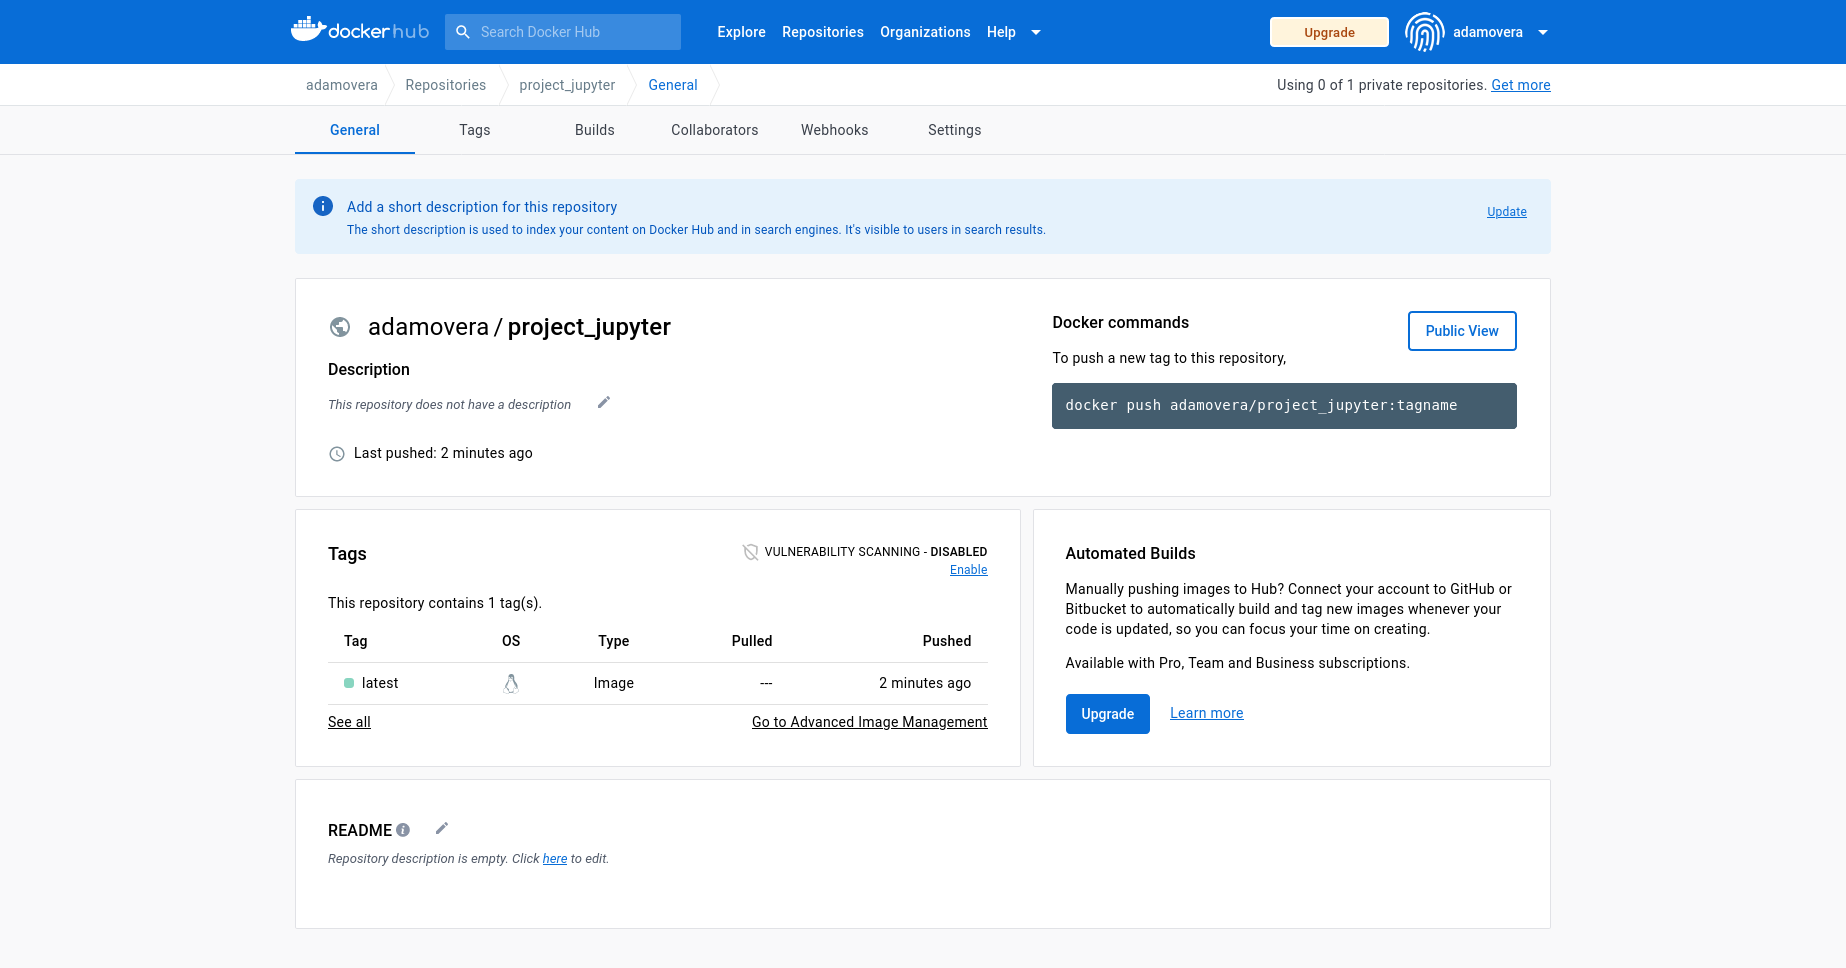 dockerhub
Search Docker Hub
Explore Repositories Organizations Help
Upgrade
adamovera
adamovera Repositories project_jupyter General
Using 0 of 1 private repositories. Get more
General Tags Builds Collaborators Webhooks Settings
Add a short description for this repository
The short description is used to index your content on Docker Hub and in search engines. It's visible to users in search results.
Update
adamovera / project_jupyter
Description
This repository does not have a description
Last pushed: 2 minutes ago
Docker commands
Public View
To push a new tag to this repository,
docker push adamovera/project_jupyter:tagname
Tags
VULNERABILITY SCANNING - DISABLED
Enable
This repository contains 1 tag(s).
Tag OS Type Pulled Pushed
latest Image --- 2 minutes ago
See all Go to Advanced Image Management
Automated Builds
Manually pushing images to Hub? Connect your account to GitHub or
Bitbucket to automatically build and tag new images whenever your
code is updated, so you can focus your time on creating.
Available with Pro, Team and Business subscriptions.
Upgrade Learn more
README
Repository description is empty. Click here to edit.